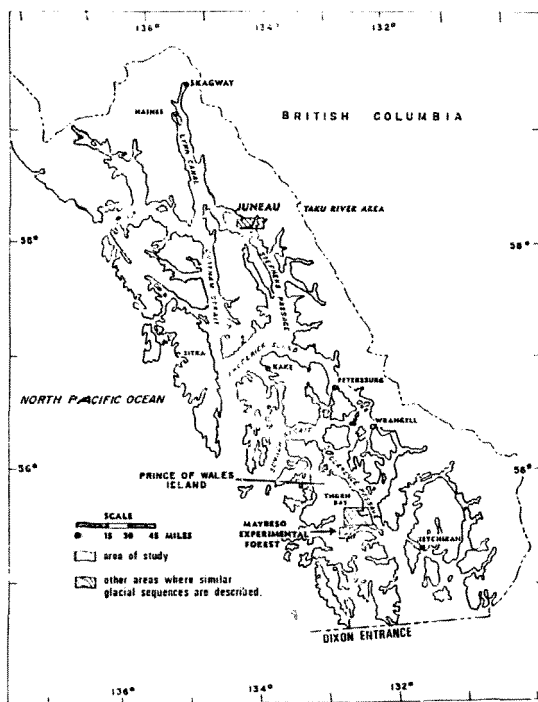 136° 134° 132°
SKAGWAY
HAINES
BRITISH COLUMBIA
LYNN CANAL
JUNEAU
TAKU RIVER AREA
58° 58°
CHATHAM STRAIT
STEPHENS PASSAGE
SITKA
FREDERICK SOUND
KAKE
PETERSBURG
NORTH PACIFIC OCEAN
WRANGELL
56° 56°
PRINCE OF WALES
ISLAND
THORN
BAY
SCALE
0 15 30 45 MILES
MAYBESO
EXPERIMENTAL
FOREST
KETCHIKAN
area of study
other areas where similar
glacial sequences are described.
DIXON ENTRANCE
136° 134° 132°